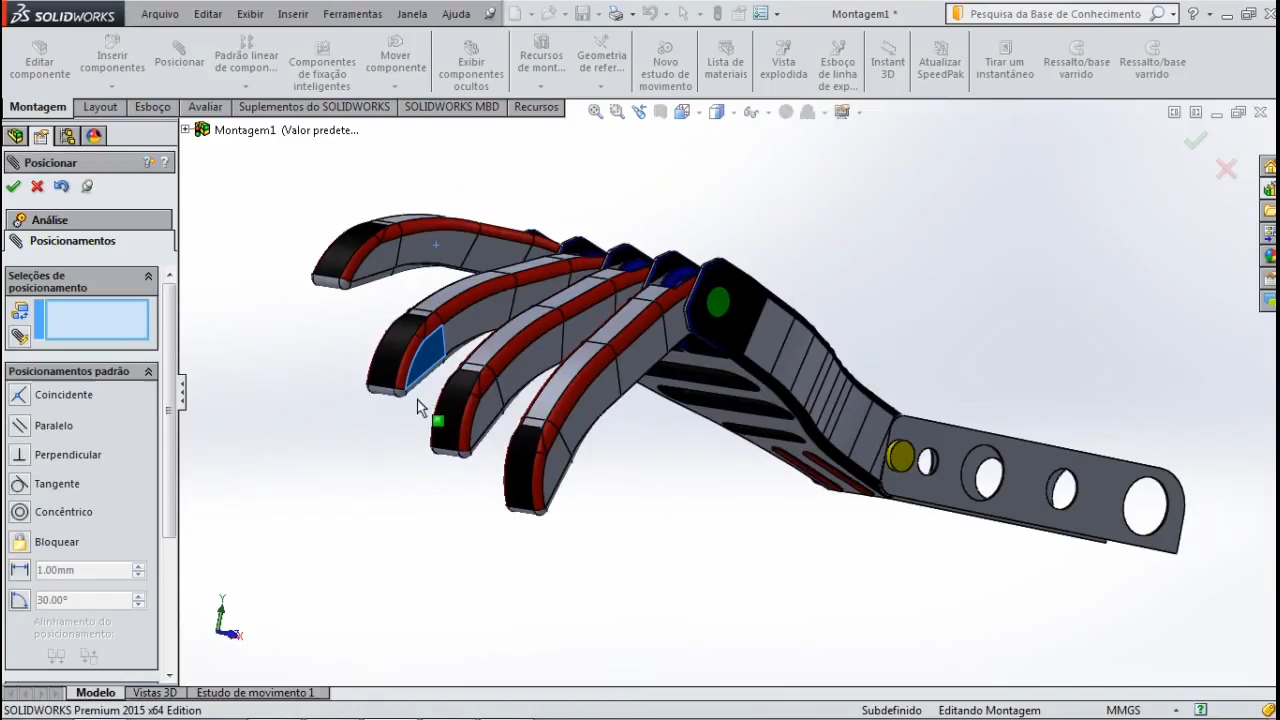 SOLIDWORKS Arquivo Editar Exibir Inserir Ferramentas Janela Ajuda Montagem1 * Pesquisa da Base de Conhecimento
Editar componente
Inserir componentes
Posicionar
Padrão linear de compon...
Componentes de fixação inteligentes
Mover componente
Exibir componentes ocultos
Recursos de mont...
Geometria de refer...
Novo estudo de movimento
Lista de materiais
Vista explodida
Esboço de linha de exp...
Instant 3D
Atualizar SpeedPak
Tirar um instantâneo
Ressalto/base varrido
Ressalto/base varrido
Montagem Layout Esboço Avaliar Suplementos do SOLIDWORKS SOLIDWORKS MBD Recursos
Montagem1 (Valor predete...
Posicionar
Análise
Posicionamentos
Seleções de
posicionamento
Posicionamentos padrão
Coincidente
Paralelo
Perpendicular
Tangente
Concêntrico
Bloquear
1.00mm
30.00°
Alinhamento do
posicionamento:
Y
X
Modelo Vistas 3D Estudo de movimento 1
SOLIDWORKS Premium 2015 x64 Edition Subdefinido Editando Montagem MMGS